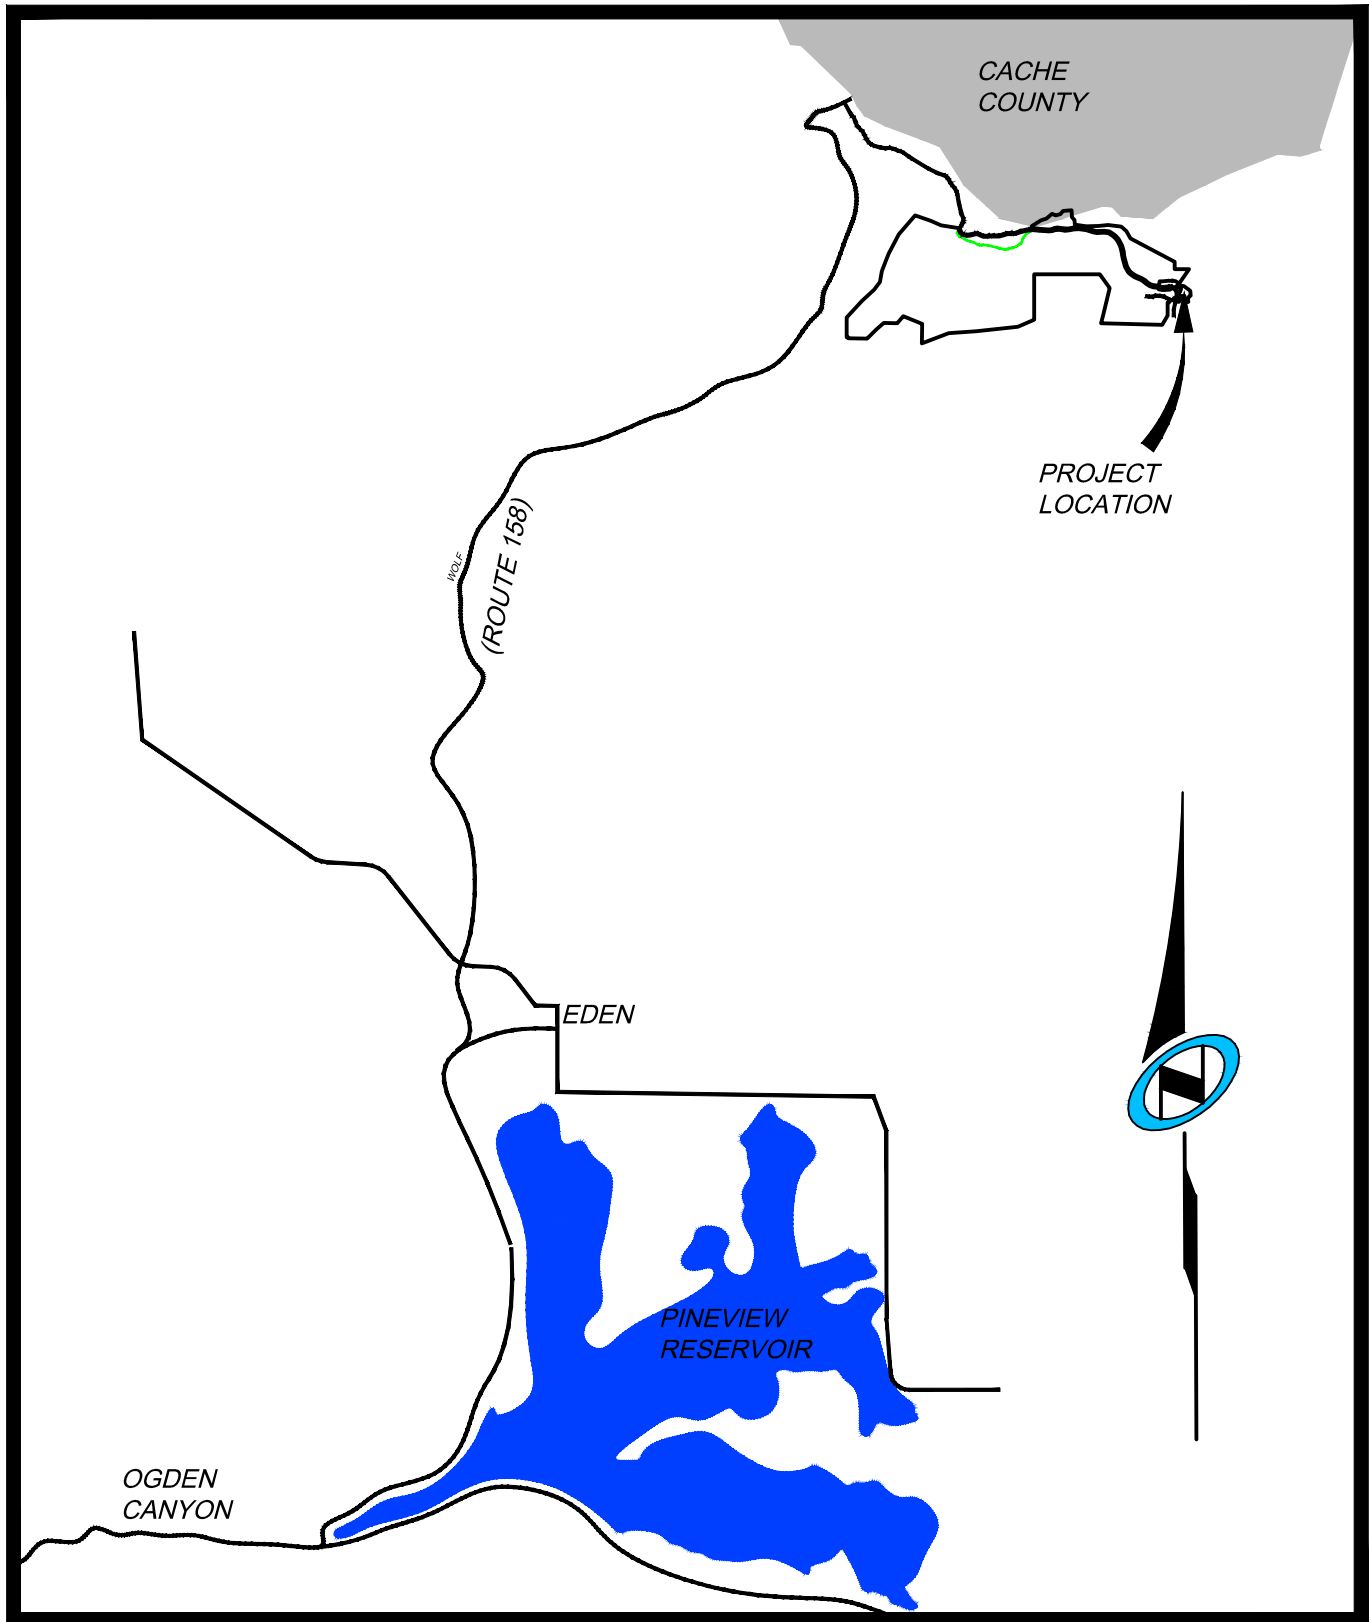 CACHE
COUNTY
PROJECT
LOCATION
(ROUTE 158)
WOLF
EDEN
N
PINEVIEW
RESERVOIR
OGDEN
CANYON